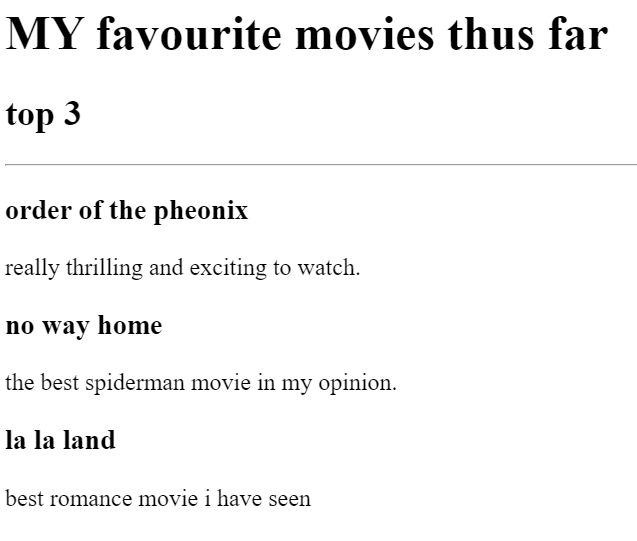 MY favourite movies thus far
top 3
order of the pheonix
really thrilling and exciting to watch.
no way home
the best spiderman movie in my opinion.
la la land
best romance movie i have seen